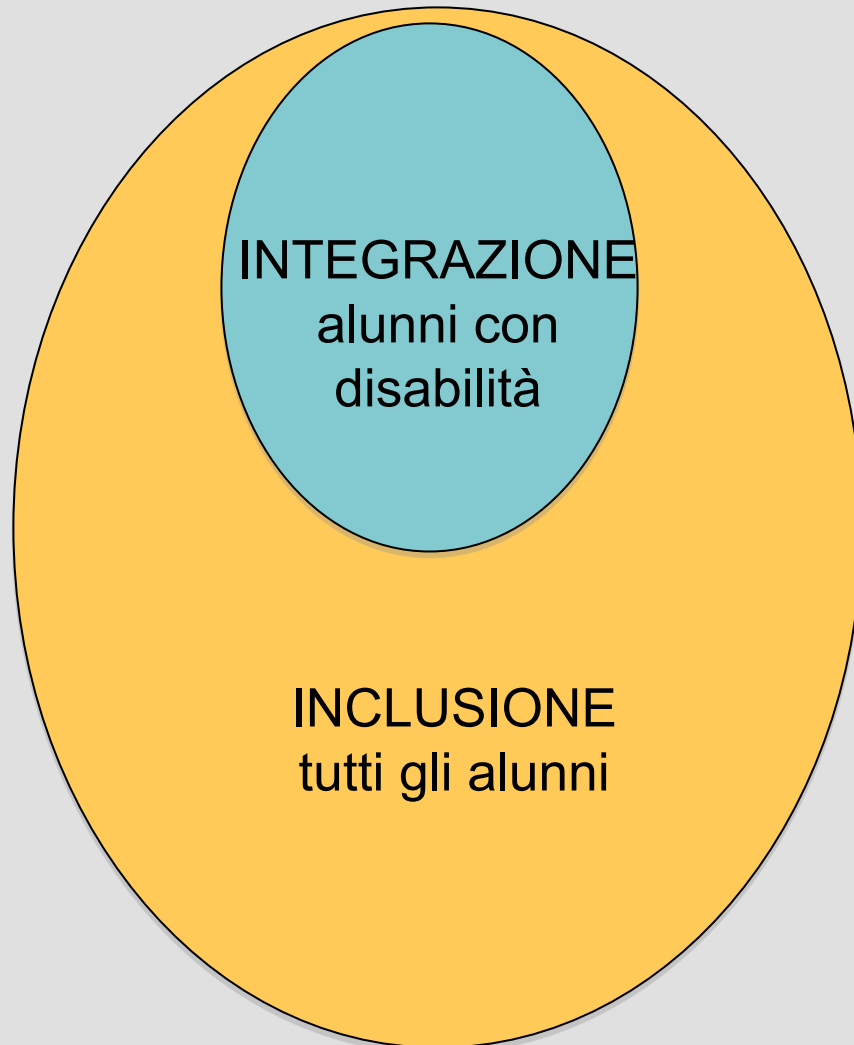 INTEGRAZIONE
alunni con
disabilità
INCLUSIONE
tutti gli alunni